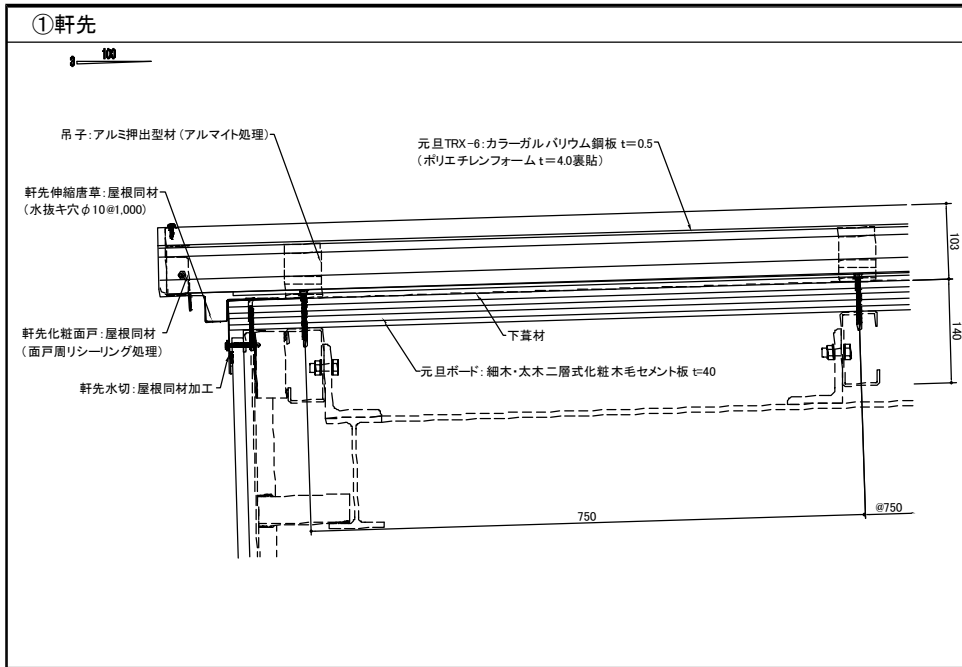 ①軒先
100
3
吊子:アルミ押出型材(アルマイト処理)
元旦TRX-6:カラーガルバリウム鋼板 t=0.5
(ポリエチレンフォーム t=4.0裏貼)
軒先伸縮唐草:屋根同材
(水抜キ穴φ10@1,000)
103
140
軒先化粧面戸:屋根同材
(面戸周リシーリング処理)
下葺材
軒先水切:屋根同材加工
元旦ボード:細木・太木二層式化粧木毛セメント板 t=40
750
@750